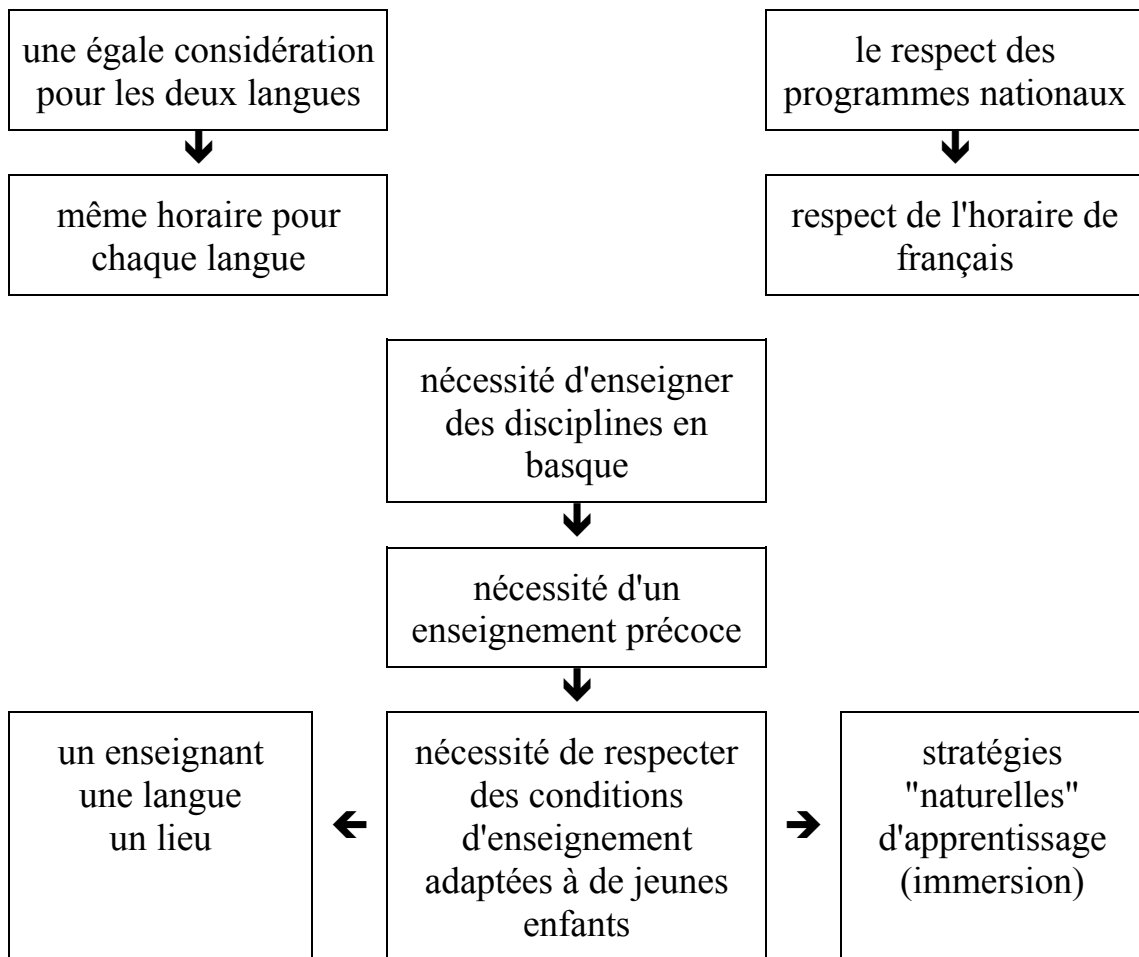 une égale considération
pour les deux langues
le respect des
programmes nationaux
même horaire pour
chaque langue
respect de l'horaire de
français
nécessité d'enseigner
des disciplines en
basque
nécessité d'un
enseignement précoce
un enseignant
une langue
un lieu
nécessité de respecter
des conditions
d'enseignement
adaptées à de jeunes
enfants
stratégies
"naturelles"
d'apprentissage
(immersion)